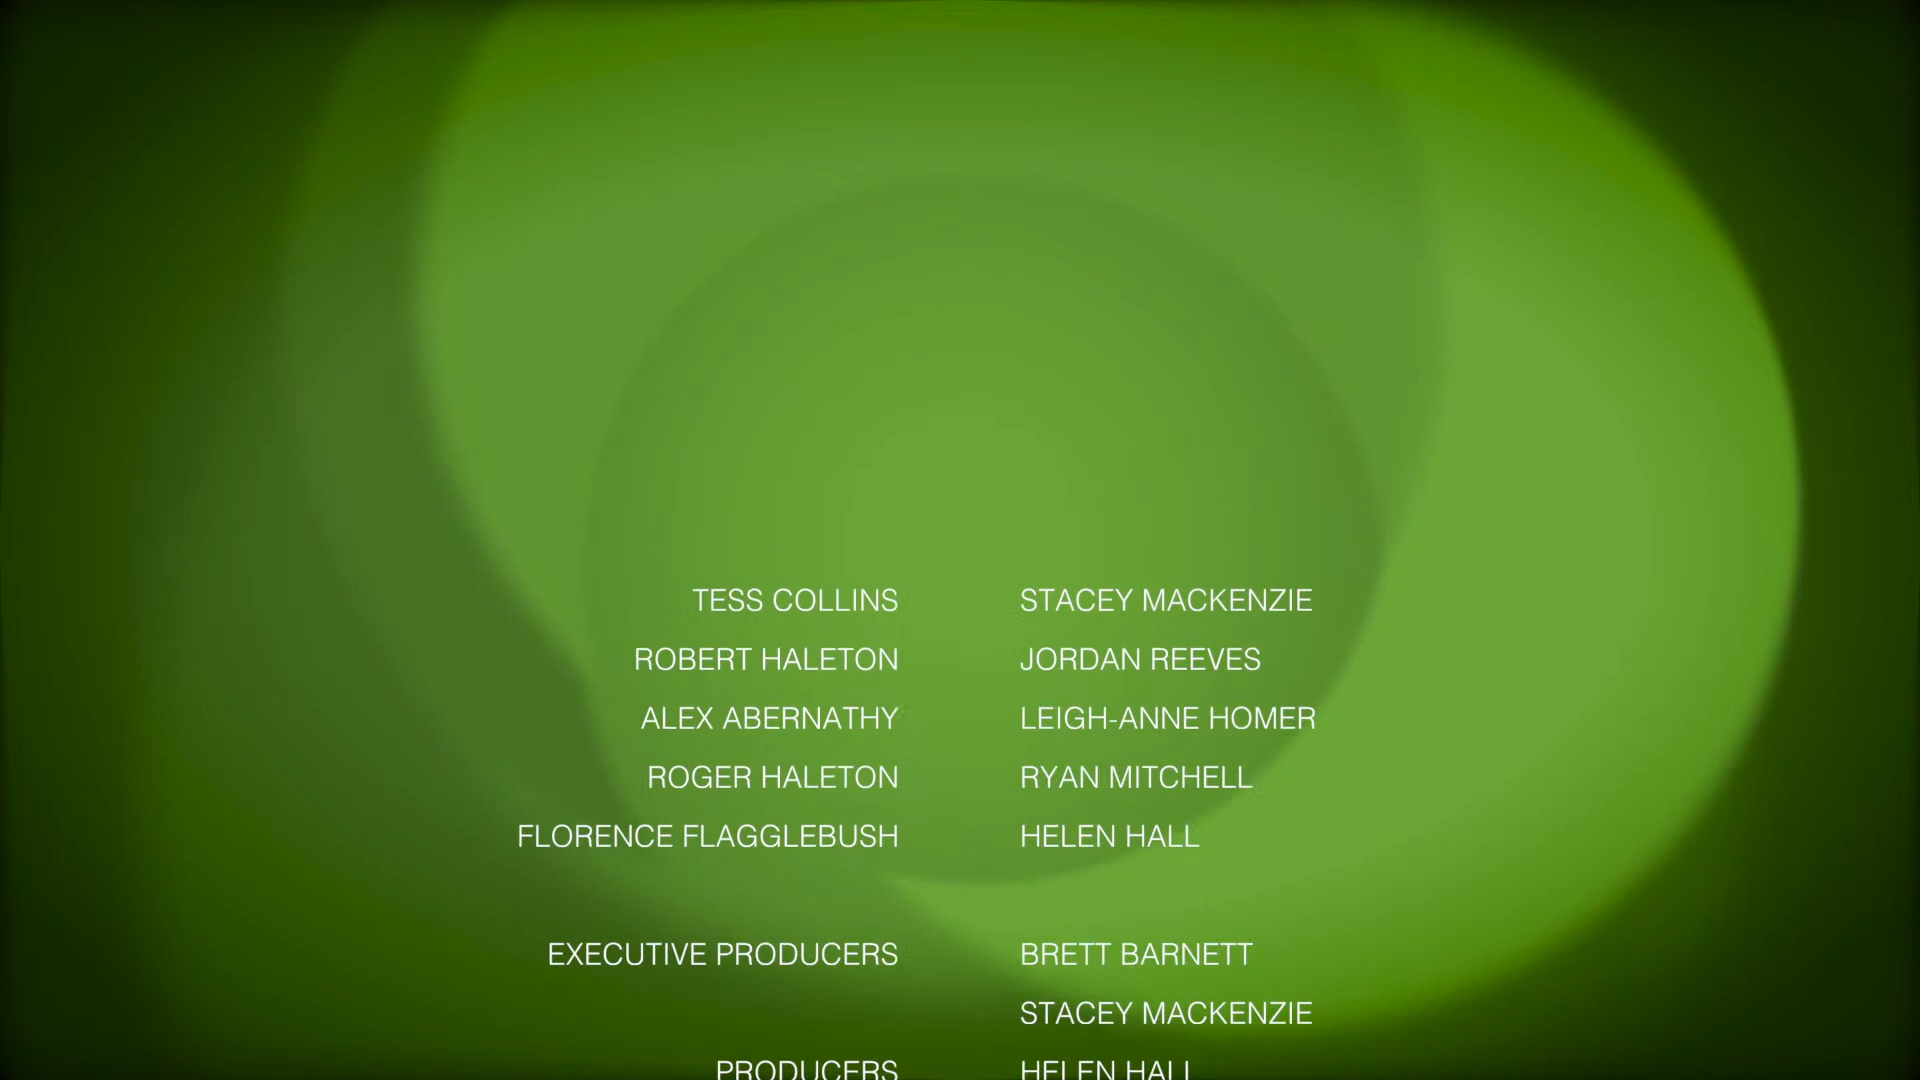 TESS COLLINS STACEY MACKENZIE
ROBERT HALETON JORDAN REEVES
ALEX ABERNATHY LEIGH-ANNE HOMER
ROGER HALETON RYAN MITCHELL
FLORENCE FLAGGLEBUSH HELEN HALL
EXECUTIVE PRODUCERS BRETT BARNETT
STACEY MACKENZIE
PRODUCERS HELEN HALL